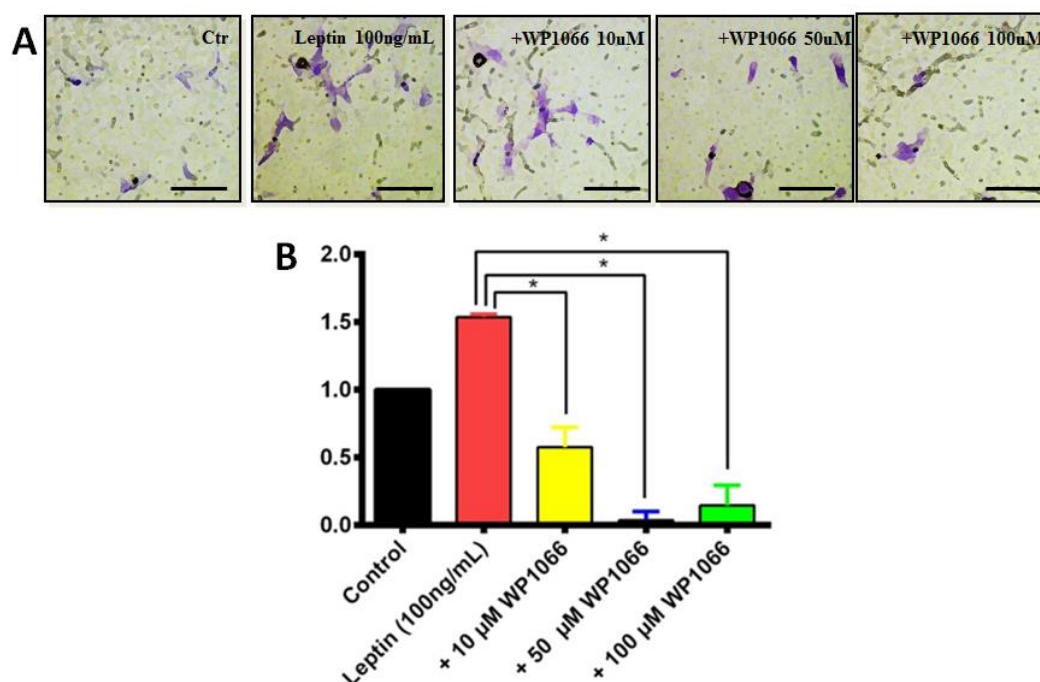 A
Ctr
Leptin 100ng/mL
+WP1066 10uM
+WP1066 50uM
+WP1066 100uM
B
*
*
*
2.0
1.5
1.0
0.5
0.0
Control
Leptin (100ng/mL)
+ 10 µM WP1066
+ 50 µM WP1066
+ 100 µM WP1066